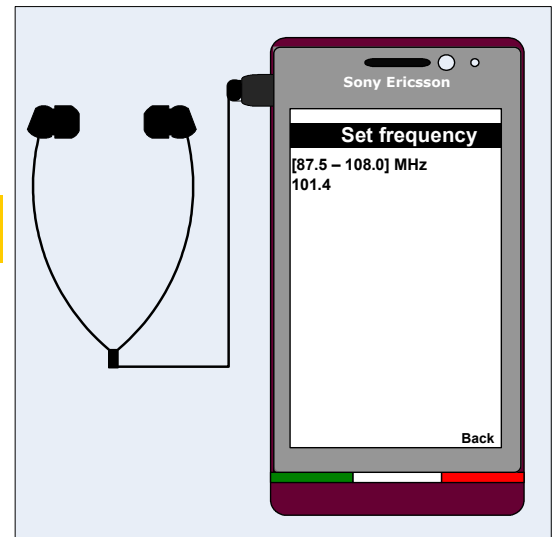 Sony Ericsson
Set frequency
[87.5 – 108.0] MHz
101.4
Back